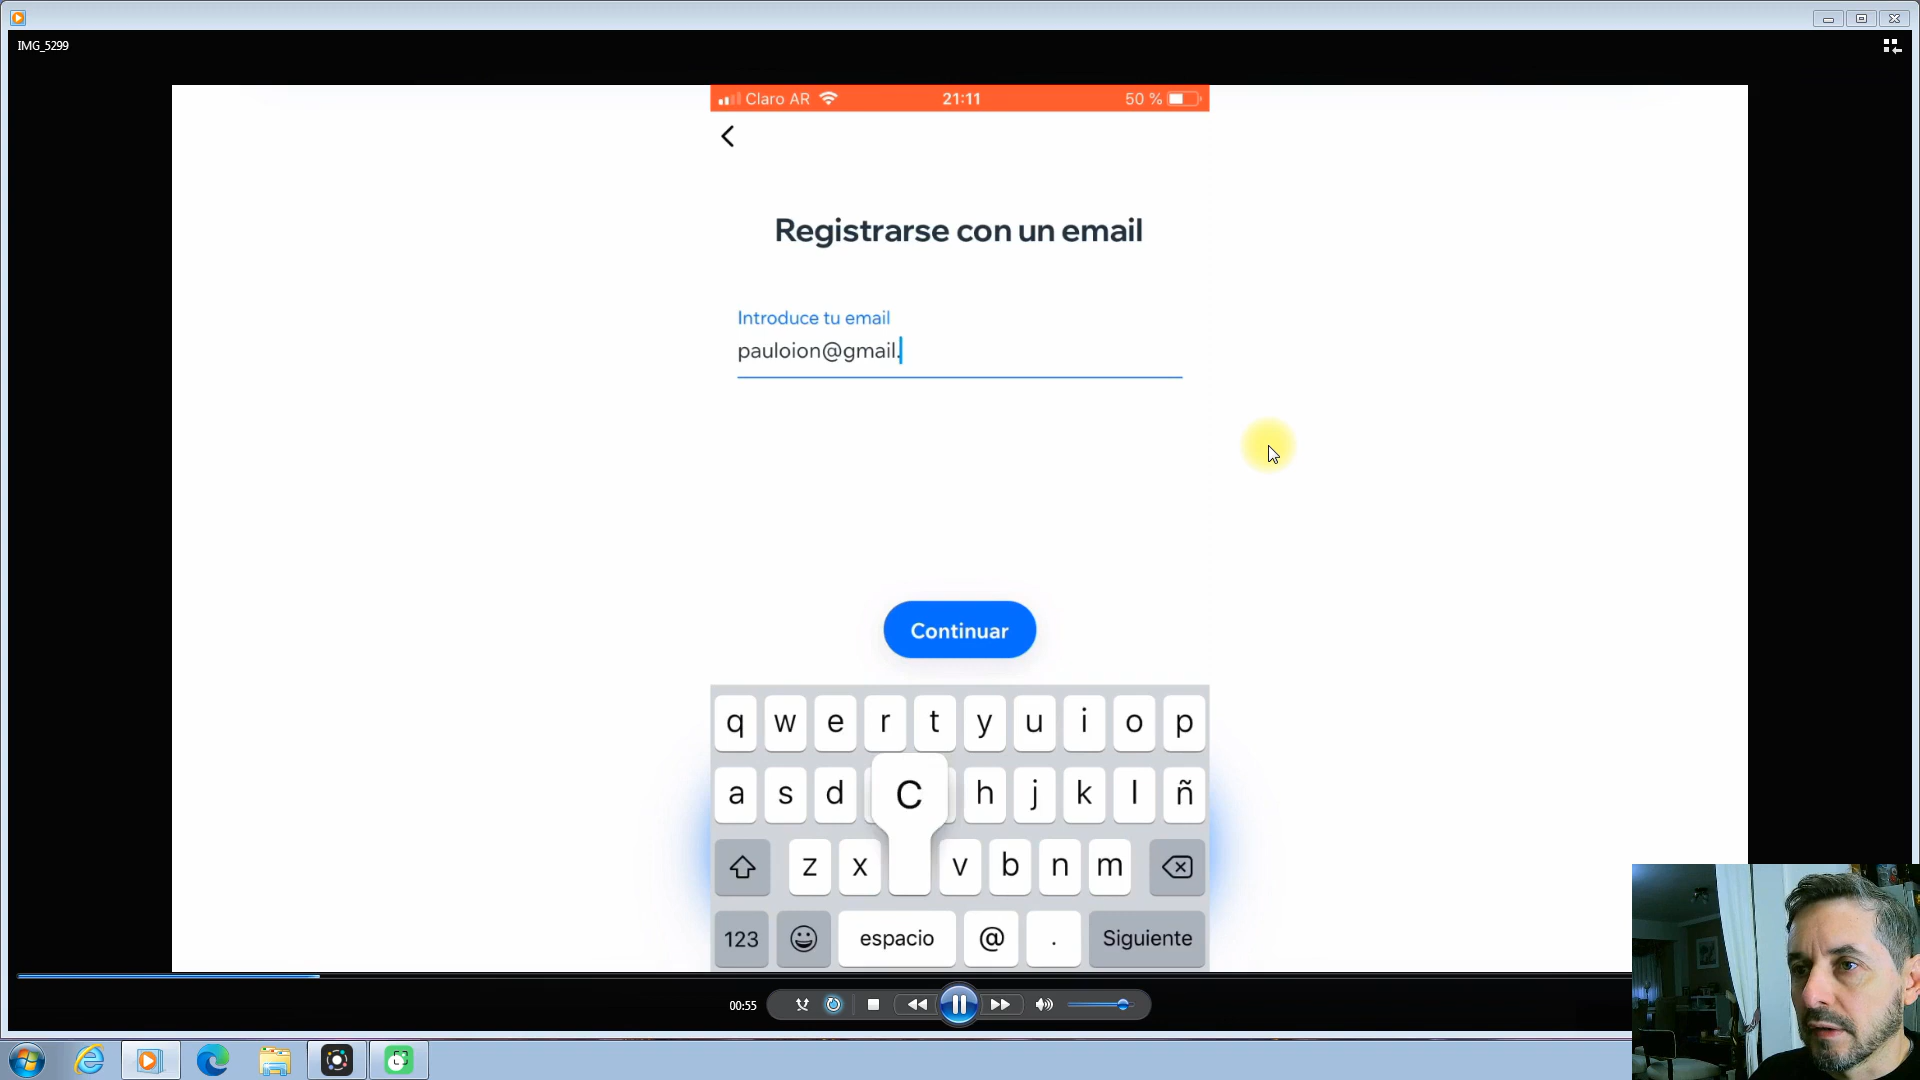 IMG_5299
Claro AR 21:11 50 %
Registrarse con un email
Introduce tu email
pauloion@gmail.
Continuar
q w e r t y u i o p
a s d C h j k l ñ
z x v b n m
123 espacio @ . Siguiente
00:55